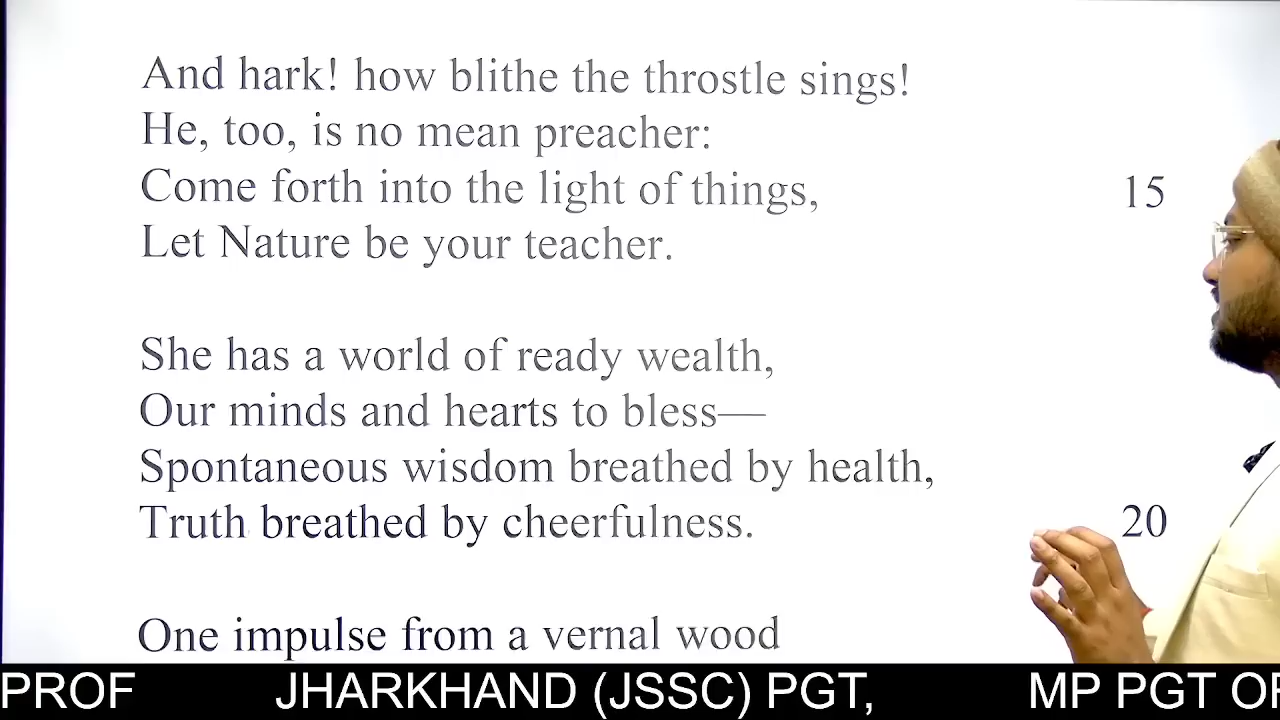 And hark! how blithe the throstle sings!
He, too, is no mean preacher:
Come forth into the light of things, 15
Let Nature be your teacher.
She has a world of ready wealth,
Our minds and hearts to bless—
Spontaneous wisdom breathed by health,
Truth breathed by cheerfulness. 20
One impulse from a vernal wood
PROF JHARKHAND (JSSC) PGT, MP PGT